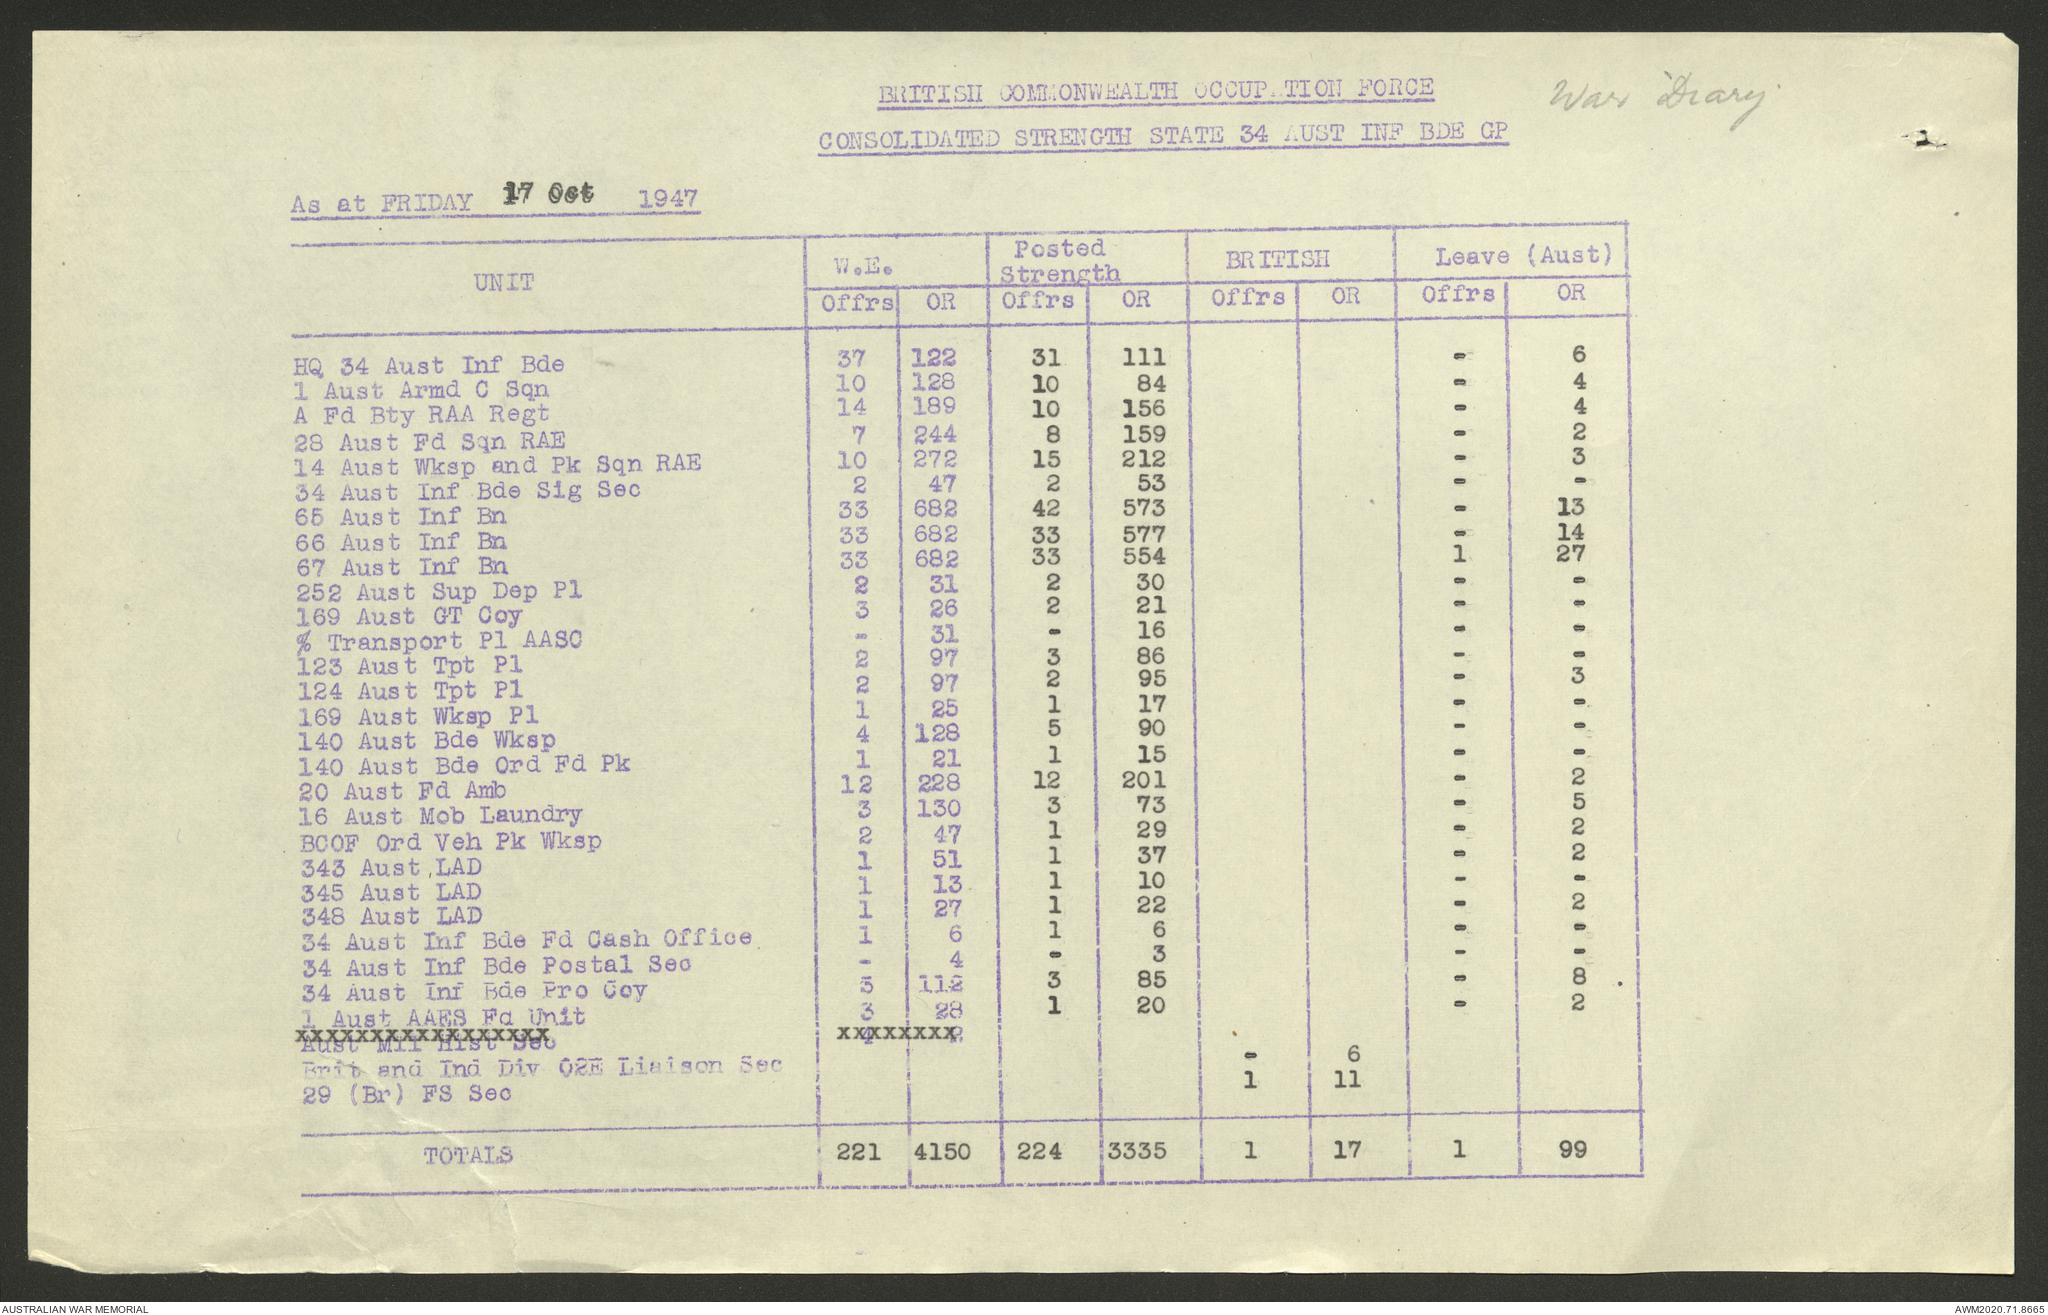 BRITISH COMMONWEALTH OCCUPATION FORCE
War Diary
CONSOLIDATED STRENGTH STATE 34 AUST INF BDE GP
As at FRIDAY 17 Oct 1947
UNIT W.E. Posted Strength BRITISH Leave (Aust)
Offrs OR Offrs OR Offrs OR Offrs OR
HQ 34 Aust Inf Bde 37 122 31 111 - 6
1 Aust Armd C Sqn 10 128 10 84 - 4
A Fd Bty RAA Regt 14 189 10 156 - 4
28 Aust Fd Sqn RAE 7 244 8 159 - 2
14 Aust Wksp and Pk Sqn RAE 10 272 15 212 - 3
34 Aust Inf Bde Sig Sec 2 47 2 53 - -
65 Aust Inf Bn 33 682 42 573 - 13
66 Aust Inf Bn 33 682 33 577 - 14
67 Aust Inf Bn 33 682 33 554 1 27
252 Aust Sup Dep Pl 2 31 2 30 - -
169 Aust GT Coy 3 26 2 21 - -
% Transport Pl AASC - 31 - 16 - -
123 Aust Tpt Pl 2 97 3 86 - -
124 Aust Tpt Pl 2 97 2 95 - 3
169 Aust Wksp Pl 1 25 1 17 - -
140 Aust Bde Wksp 4 128 5 90 - -
140 Aust Bde Ord Fd Pk 1 21 1 15 - -
20 Aust Fd Amb 12 228 12 201 - 2
16 Aust Mob Laundry 3 130 3 73 - 5
BCOF Ord Veh Pk Wksp 2 47 1 29 - 2
343 Aust LAD 1 51 1 37 - 2
345 Aust LAD 1 13 1 10 - -
348 Aust LAD 1 27 1 22 - 2
34 Aust Inf Bde Fd Cash Office 1 6 1 6 - -
34 Aust Inf Bde Postal Sec - 4 - 3 - -
34 Aust Inf Bde Pro Coy 3 112 3 85 - 8
1 Aust AAES Fd Unit 3 28 1 20 - 2
Aust Mil Hist Sec 4 2
Brit and Ind Div O2E Liaison Sec - 6
29 (Br) FS Sec 1 11
TOTALS 221 4150 224 3335 1 17 1 99
AUSTRALIAN WAR MEMORIAL
AWM2020.71.8665